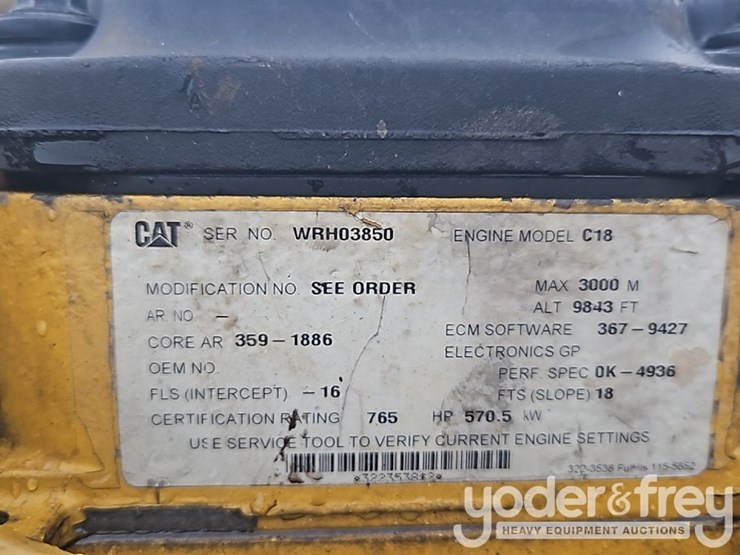 CAT® SER NO. WRH03850 ENGINE MODEL C18
MODIFICATION NO. SEE ORDER MAX 3000 M
AR NO - ALT 9843 FT
CORE AR 359-1886 ECM SOFTWARE 367-9427
OEM NO. ELECTRONICS GP
PERF. SPEC 0K-4936
FLS (INTERCEPT) -16 FTS (SLOPE) 18
CERTIFICATION RATING 765 HP 570.5 kW
USE SERVICE TOOL TO VERIFY CURRENT ENGINE SETTINGS
322-3538
yoder&frey
HEAVY EQUIPMENT AUCTIONS